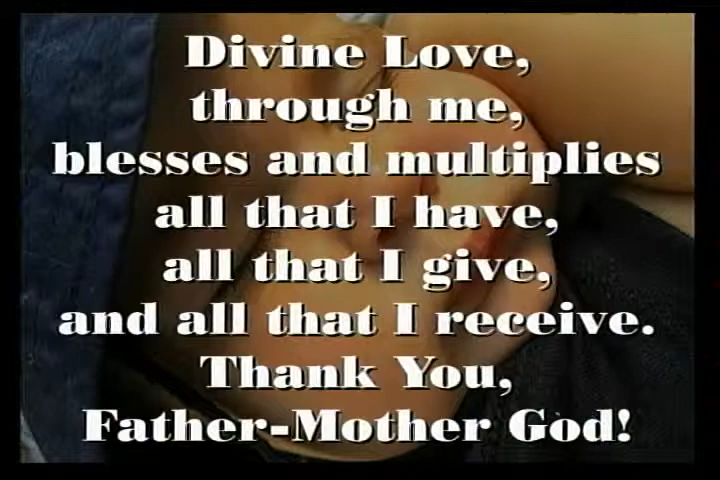 Divine Love,
through me,
blesses and multiplies
all that I have,
all that I give,
and all that I receive.
Thank You,
Father-Mother God!